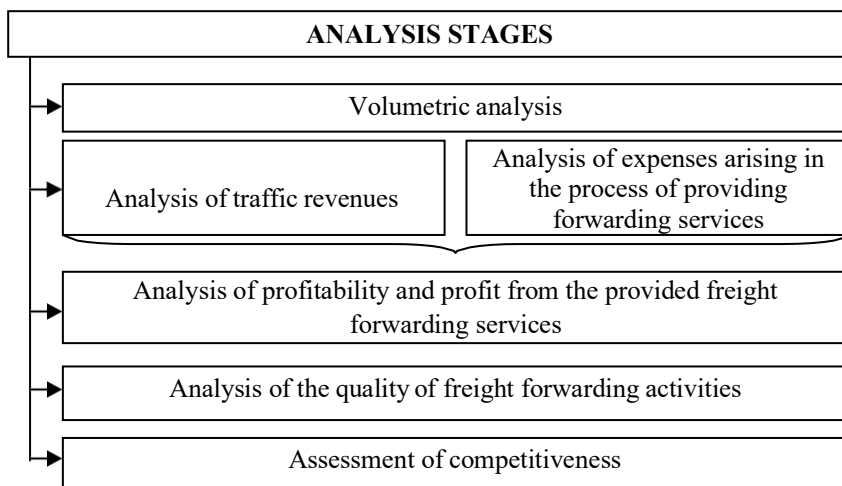 ANALYSIS STAGES
Volumetric analysis
Analysis of traffic revenues
Analysis of expenses arising in
the process of providing
forwarding services
Analysis of profitability and profit from the provided freight
forwarding services
Analysis of the quality of freight forwarding activities
Assessment of competitiveness